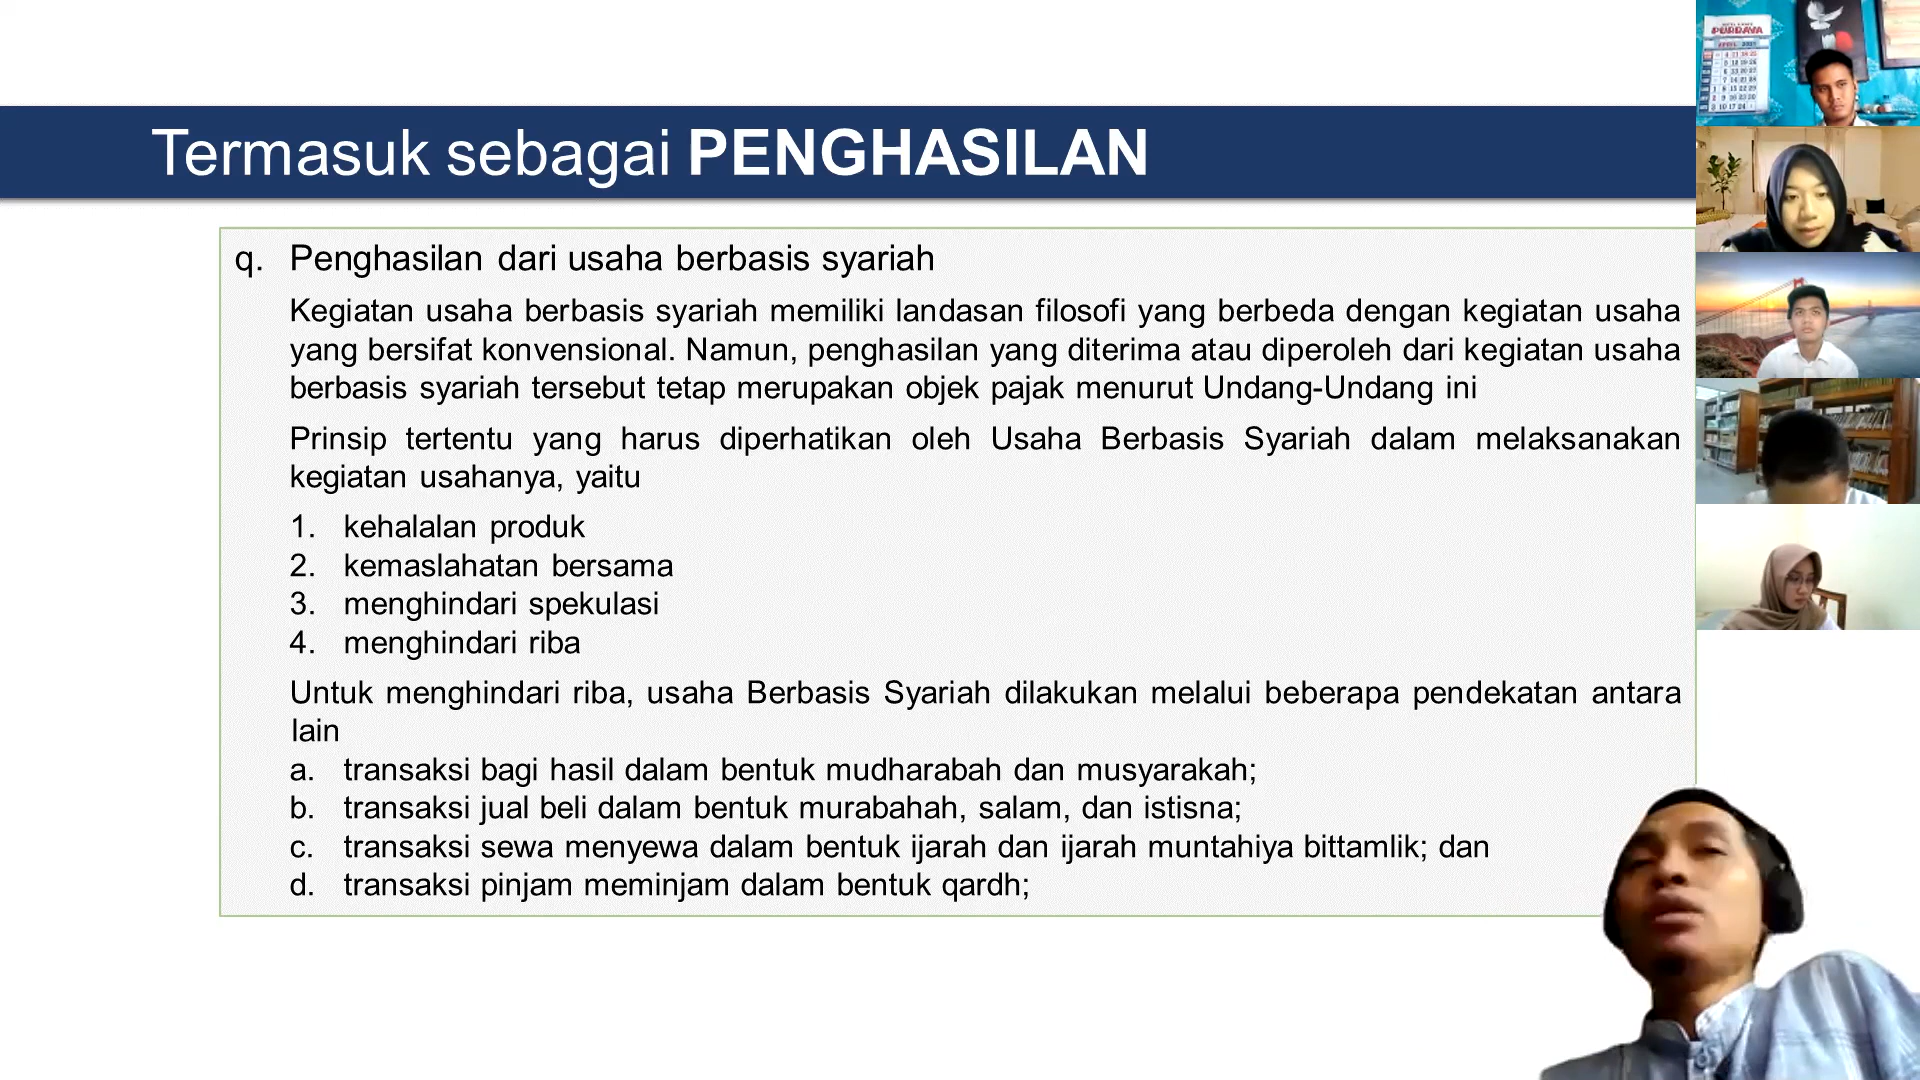 Termasuk sebagai PENGHASILAN
q. Penghasilan dari usaha berbasis syariah
Kegiatan usaha berbasis syariah memiliki landasan filosofi yang berbeda dengan kegiatan usaha
yang bersifat konvensional. Namun, penghasilan yang diterima atau diperoleh dari kegiatan usaha
berbasis syariah tersebut tetap merupakan objek pajak menurut Undang-Undang ini
Prinsip tertentu yang harus diperhatikan oleh Usaha Berbasis Syariah dalam melaksanakan
kegiatan usahanya, yaitu
1. kehalalan produk
2. kemaslahatan bersama
3. menghindari spekulasi
4. menghindari riba
Untuk menghindari riba, usaha Berbasis Syariah dilakukan melalui beberapa pendekatan antara
lain
a. transaksi bagi hasil dalam bentuk mudharabah dan musyarakah;
b. transaksi jual beli dalam bentuk murabahah, salam, dan istisna;
c. transaksi sewa menyewa dalam bentuk ijarah dan ijarah muntahiya bittamlik; dan
d. transaksi pinjam meminjam dalam bentuk qardh;
PURBAYA
APRIL 2021